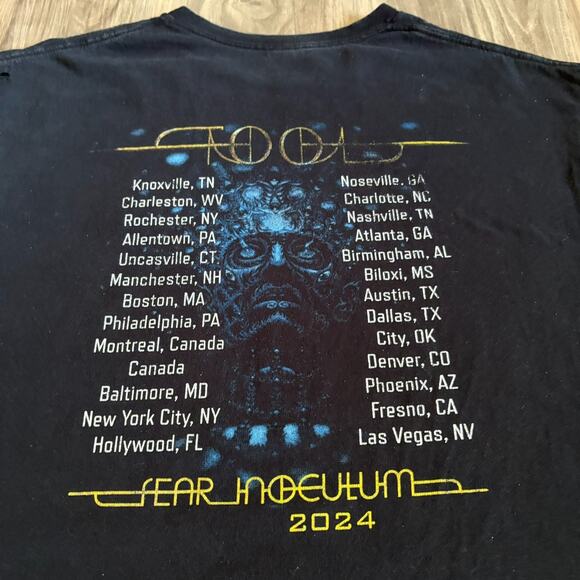 TOOL
Knoxville, TN
Charleston, WV
Rochester, NY
Allentown, PA
Uncasville, CT
Manchester, NH
Boston, MA
Philadelphia, PA
Montreal, Canada
Canada
Baltimore, MD
New York City, NY
Hollywood, FL
Noseville, GA
Charlotte, NC
Nashville, TN
Atlanta, GA
Birmingham, AL
Biloxi, MS
Austin, TX
Dallas, TX
City, OK
Denver, CO
Phoenix, AZ
Fresno, CA
Las Vegas, NV
FEAR INOCULUM
2024